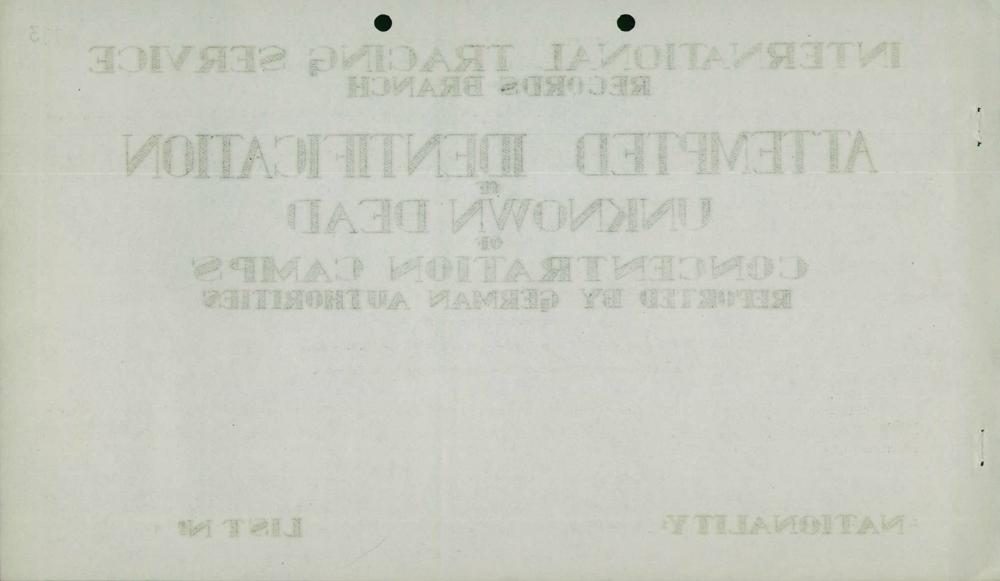 INTERNATIONAL TRACING SERVICE
RECORDS BRANCH
ATTEMPTED IDENTIFICATION
OF
UNKNOWN DEAD
OF
CONCENTRATION CAMPS
REPORTED BY GERMAN AUTHORITIES
NATIONALITY: LIST Nº